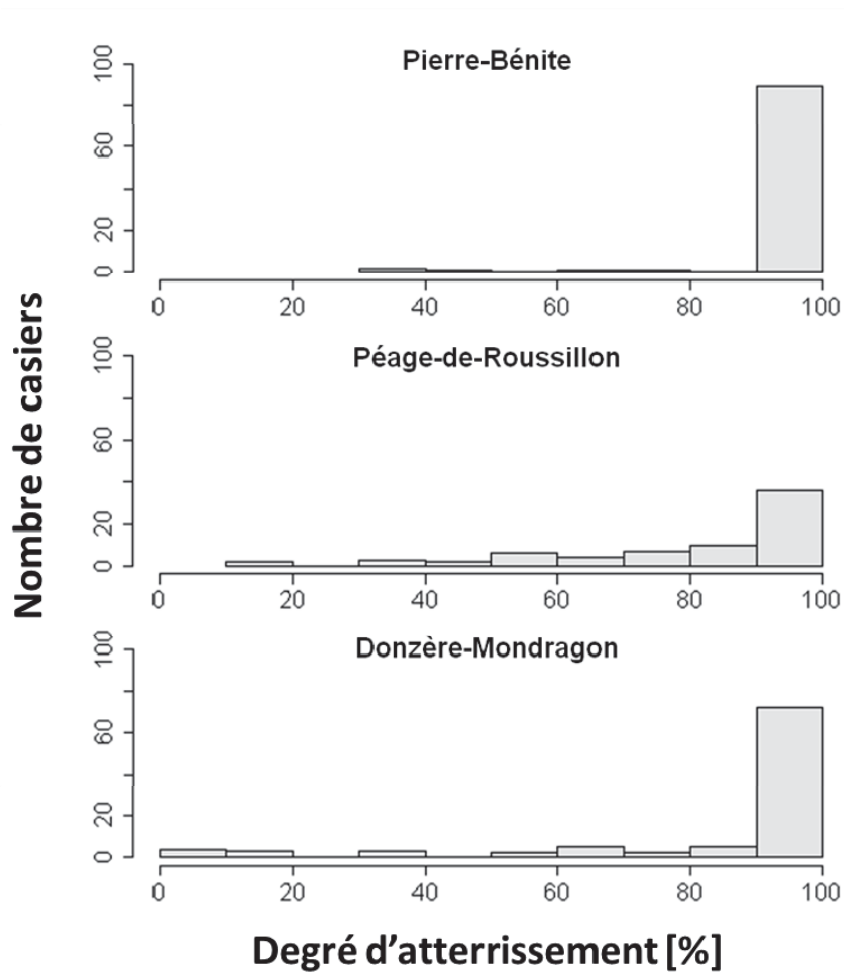 Pierre-Bénite
100
60
20
0
0 20 40 60 80 100
Péage-de-Roussillon
100
60
20
0
0 20 40 60 80 100
Donzère-Mondragon
100
60
20
0
0 20 40 60 80 100
Nombre de casiers
Degré d’atterrissement [%]